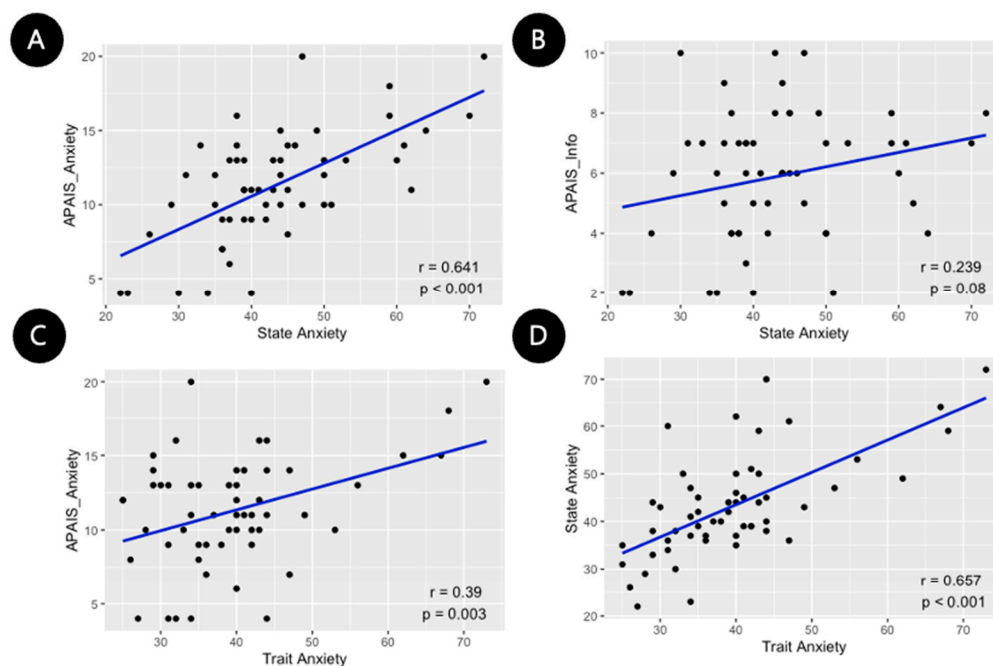 A
20
15
10
5
APAIS_Anxiety
r = 0.641
p < 0.001
20
30
40
50
60
70
State Anxiety
B
10
8
6
4
2
APAIS_Info
r = 0.239
p = 0.08
20
30
40
50
60
70
State Anxiety
C
20
15
10
5
APAIS_Anxiety
r = 0.39
p = 0.003
30
40
50
60
70
Trait Anxiety
D
70
60
50
40
30
20
State Anxiety
r = 0.657
p < 0.001
30
40
50
60
70
Trait Anxiety